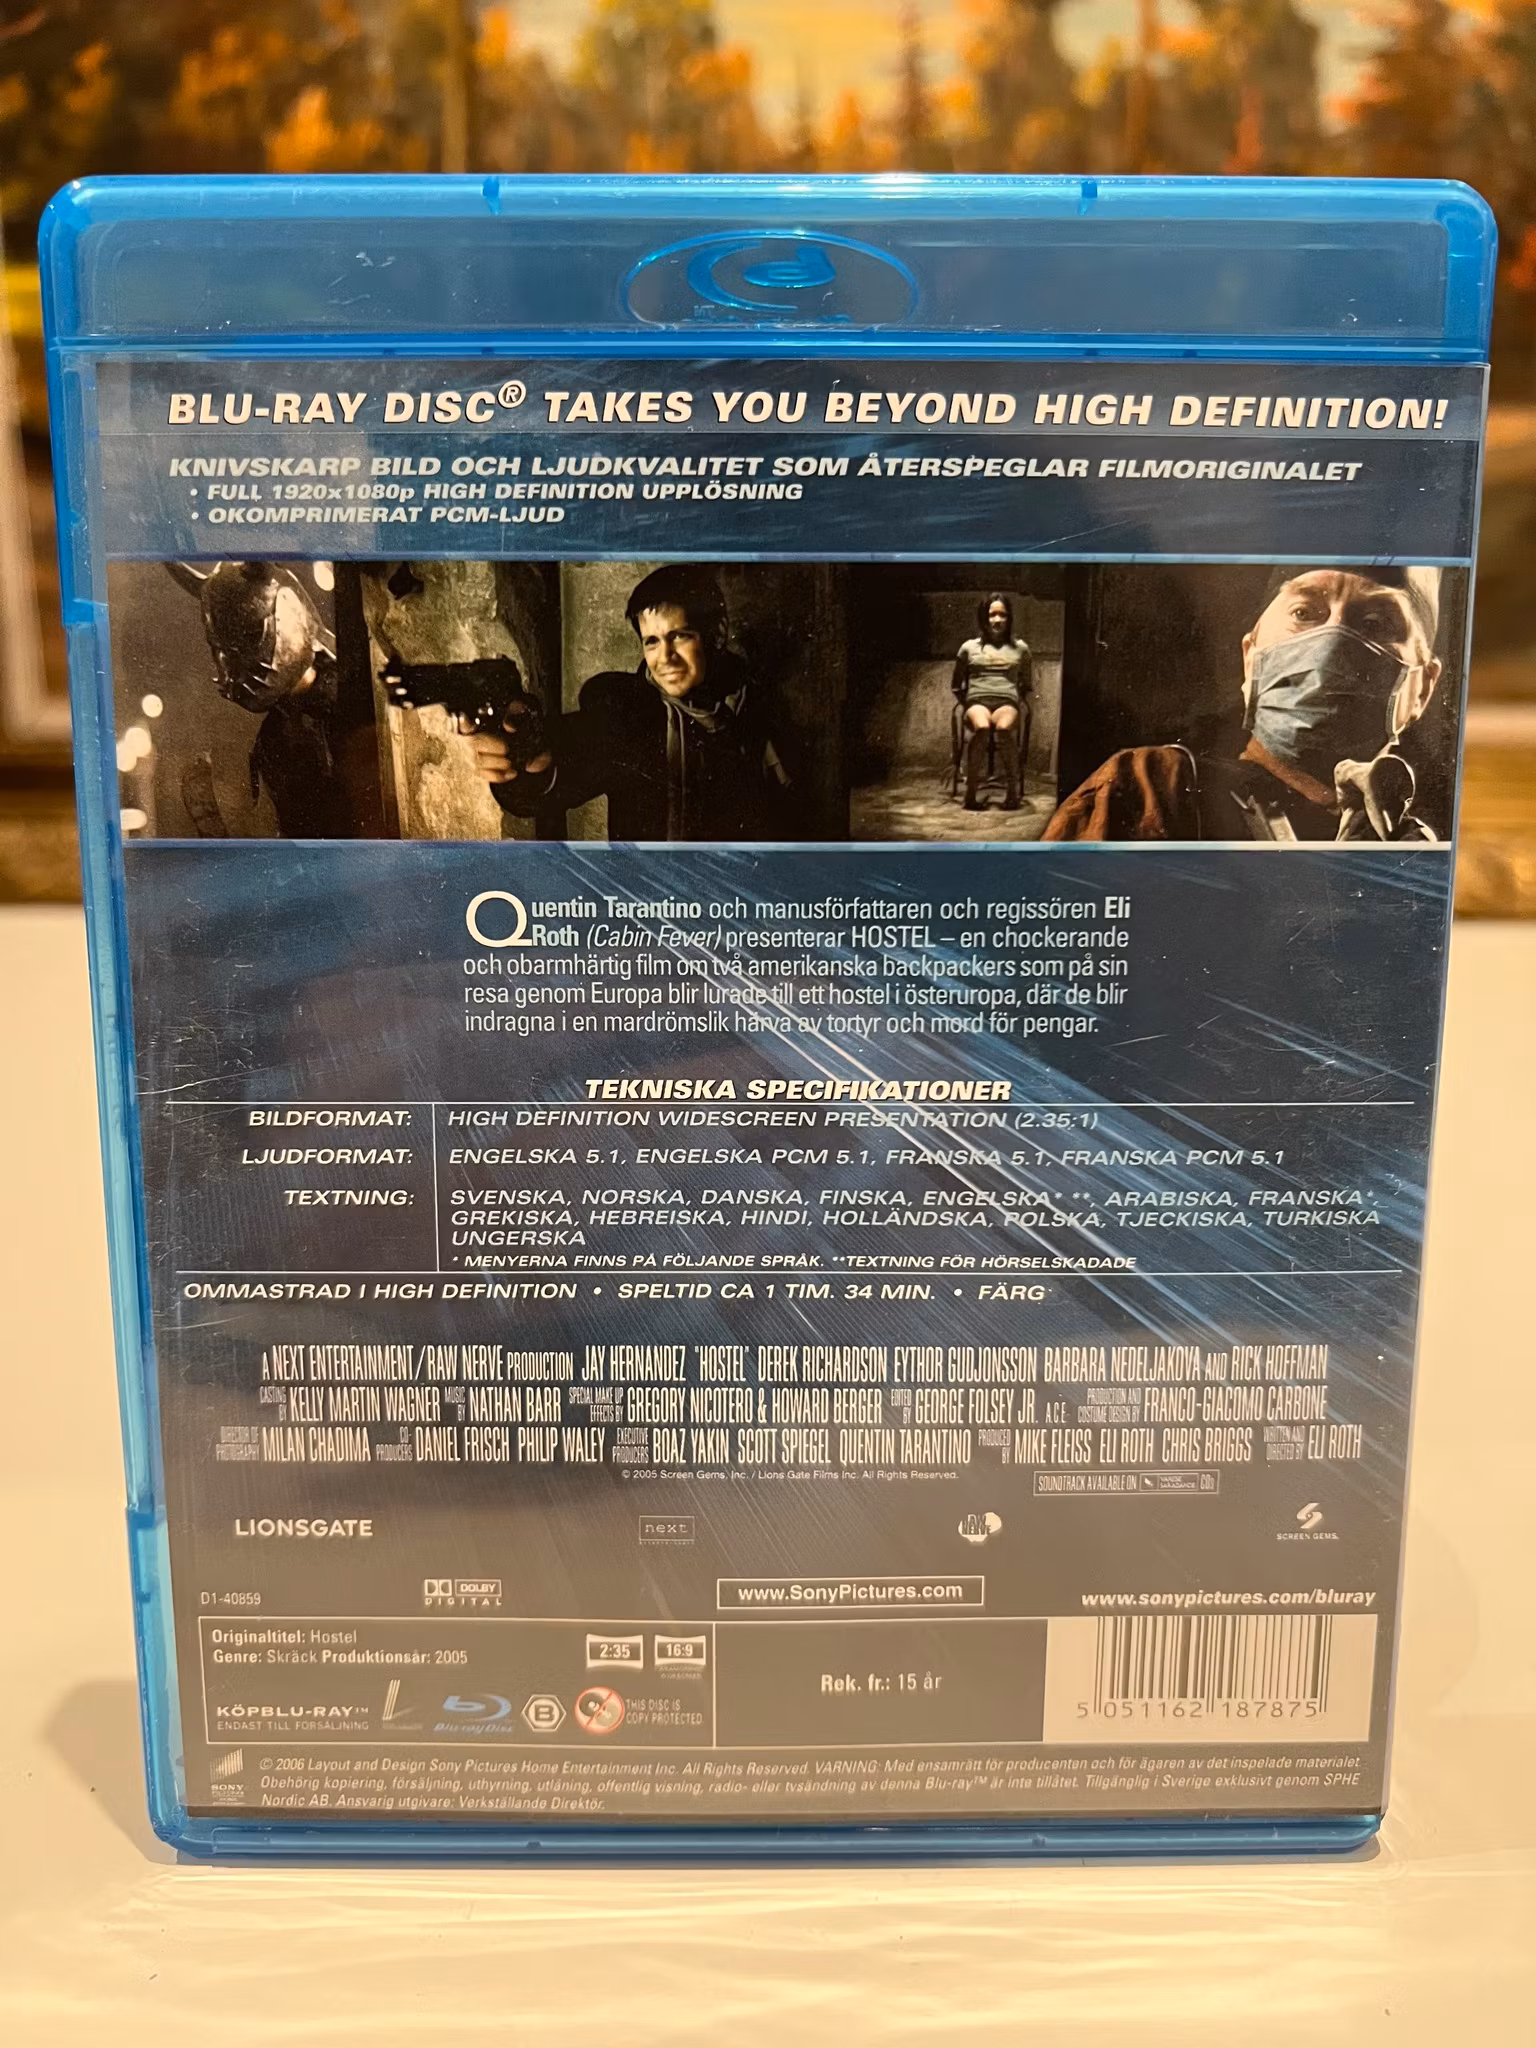 BLU-RAY DISC® TAKES YOU BEYOND HIGH DEFINITION!
KNIVSKARP BILD OCH LJUDKVALITET SOM ÅTERSPEGLAR FILMORIGINALET
• FULL 1920x1080p HIGH DEFINITION UPPLÖSNING
• OKOMPRIMERAT PCM-LJUD
Quentin Tarantino och manusförfattaren och regissören Eli
Roth (Cabin Fever) presenterar HOSTEL – en chockerande
och obarmhärtig film om två amerikanska backpackers som på sin
resa genom Europa blir lurade till ett hostel i östeuropa, där de blir
indragna i en mardrömslik härva av tortyr och mord för pengar.
TEKNISKA SPECIFIKATIONER
BILDFORMAT: HIGH DEFINITION WIDESCREEN PRESENTATION (2.35:1)
LJUDFORMAT: ENGELSKA 5.1, ENGELSKA PCM 5.1, FRANSKA 5.1, FRANSKA PCM 5.1
TEXTNING: SVENSKA, NORSKA, DANSKA, FINSKA, ENGELSKA* **, ARABISKA, FRANSKA*,
GREKISKA, HEBREISKA, HINDI, HOLLÄNDSKA, POLSKA, TJECKISKA, TURKISKA
UNGERSKA
* MENYERNA FINNS PÅ FÖLJANDE SPRÅK. **TEXTNING FÖR HÖRSELSKADADE
OMMASTRAD I HIGH DEFINITION • SPELTID CA 1 TIM. 34 MIN. • FÄRG
A NEXT ENTERTAINMENT/RAW NERVE PRODUCTION JAY HERNANDEZ "HOSTEL" DEREK RICHARDSON EYTHOR GUDJONSSON BARBARA NEDELJAKOVA AND RICK HOFFMAN
CASTING BY KELLY MARTIN WAGNER MUSIC BY NATHAN BARR SPECIAL MAKE UP EFFECTS BY GREGORY NICOTERO & HOWARD BERGER EDITED BY GEORGE FOLSEY JR. A.C.E. PRODUCTION AND COSTUME DESIGN BY FRANCO-GIACOMO CARBONE
DIRECTOR OF PHOTOGRAPHY MILAN CHADIMA CO-PRODUCERS DANIEL FRISCH PHILIP WALEY EXECUTIVE PRODUCERS BOAZ YAKIN SCOTT SPIEGEL QUENTIN TARANTINO PRODUCED BY MIKE FLEISS ELI ROTH CHRIS BRIGGS WRITTEN AND DIRECTED BY ELI ROTH
© 2005 Screen Gems, Inc. / Lions Gate Films Inc. All Rights Reserved.
SOUNDTRACK AVAILABLE ON VARESE SARABANDE CDs
LIONSGATE
next
RAW NERVE
SCREEN GEMS
D1-40859
DOLBY DIGITAL
www.SonyPictures.com
www.sonypictures.com/bluray
Originaltitel: Hostel
Genre: Skräck Produktionsår: 2005
2:35
16:9
Rek. fr.: 15 år
KÖPBLU-RAY™
ENDAST TILL FÖRSÄLJNING
Blu-ray Disc
B
THIS DISC IS
COPY PROTECTED
5 051162 187875
SONY PICTURES
© 2006 Layout and Design Sony Pictures Home Entertainment Inc. All Rights Reserved. VARNING: Med ensamrätt för producenten och för ägaren av det inspelade materialet.
Obehörig kopiering, försäljning, uthyrning, utlåning, offentlig visning, radio- eller tvsändning av denna Blu-ray™ är inte tillåtet. Tillgänglig i Sverige exklusivt genom SPHE
Nordic AB. Ansvarig utgivare: Verkställande Direktör.